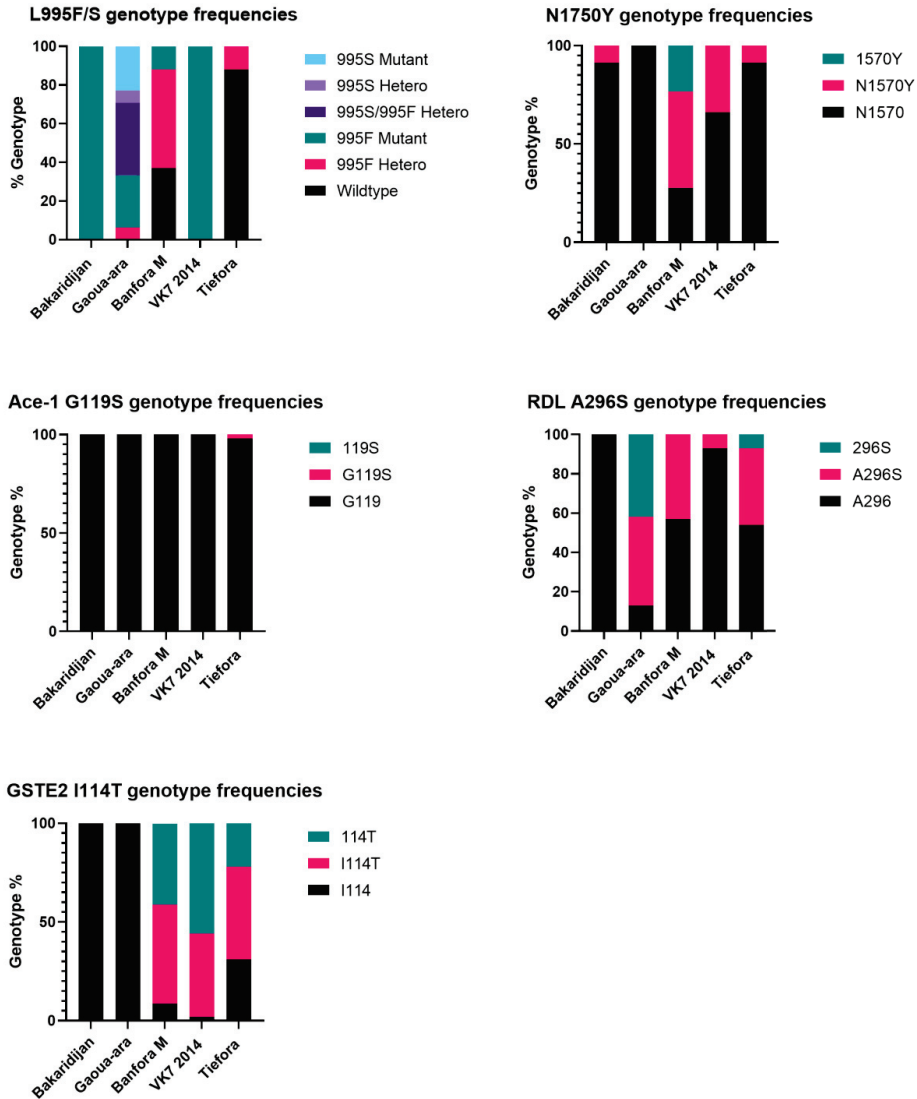 L995F/S genotype frequencies
% Genotype
100
80
60
40
20
0
Bakaridijan
Gaoua-ara
Banfora M
VK7 2014
Tiefora
995S Mutant
995S Hetero
995S/995F Hetero
995F Mutant
995F Hetero
Wildtype
N1750Y genotype frequencies
Genotype %
100
50
0
Bakaridijan
Gaoua-ara
Banfora M
VK7 2014
Tiefora
1570Y
N1570Y
N1570
Ace-1 G119S genotype frequencies
Genotype %
100
50
0
Bakaridijan
Gaoua-ara
Banfora M
VK7 2014
Tiefora
119S
G119S
G119
RDL A296S genotype frequencies
Genotype %
100
80
60
40
20
0
Bakaridijan
Gaoua-ara
Banfora M
VK7 2014
Tiefora
296S
A296S
A296
GSTE2 I114T genotype frequencies
Genotype %
100
50
0
Bakaridijan
Gaoua-ara
Banfora M
VK7 2014
Tiefora
114T
I114T
I114